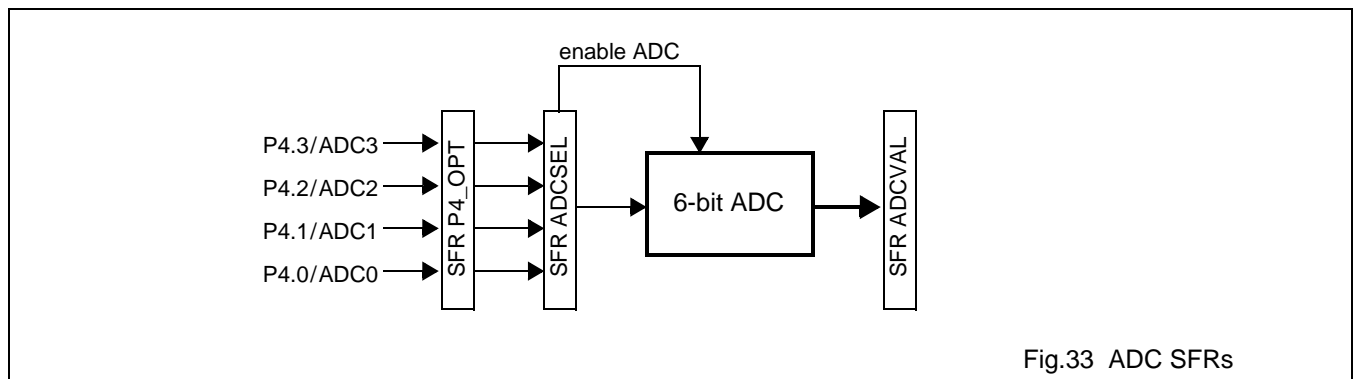 enable ADC
P4.3/ADC3
P4.2/ADC2
P4.1/ADC1
P4.0/ADC0
SFR P4_OPT
SFR ADCSEL
6-bit ADC
SFR ADCVAL
Fig.33 ADC SFRs